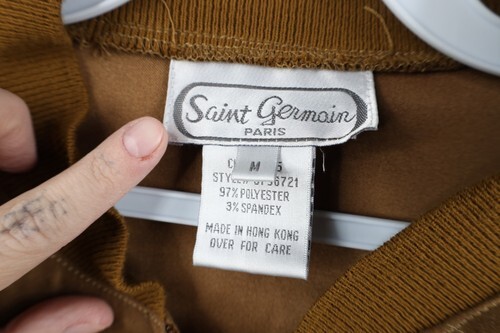 Saint Germain
PARIS
M
97% POLYESTER
3% SPANDEX
MADE IN HONG KONG
OVER FOR CARE